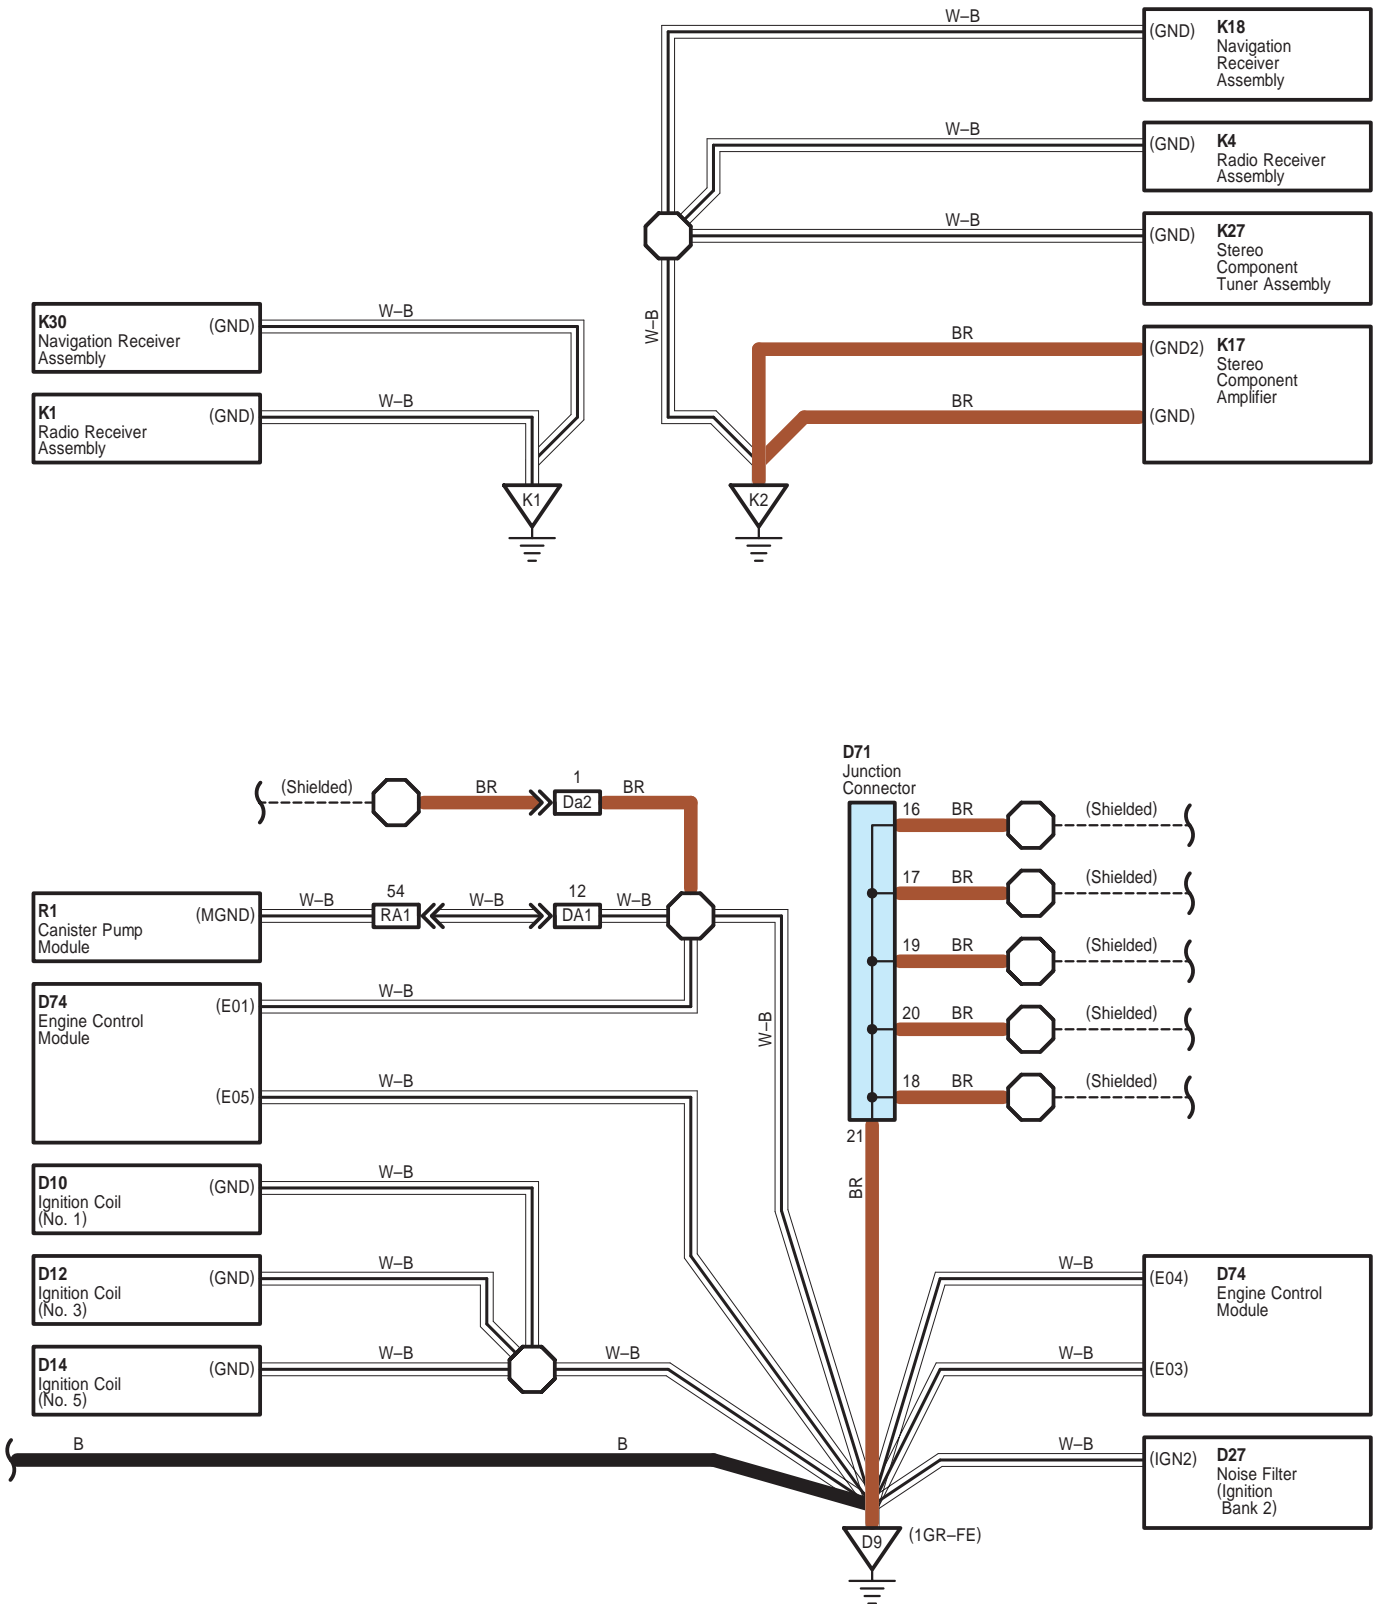 W–B
(GND) K18
Navigation
Receiver
Assembly
W–B
(GND) K4
Radio Receiver
Assembly
W–B
(GND) K27
Stereo
Component
Tuner Assembly
W–B
BR
(GND2) K17
Stereo
Component
Amplifier
BR
(GND)
K30 (GND)
Navigation Receiver
Assembly
W–B
K1 (GND)
Radio Receiver
Assembly
W–B
K1
K2
(Shielded)
BR
1
Da2
BR
R1 (MGND)
Canister Pump
Module
W–B
54
RA1
W–B
12
DA1
W–B
D74 (E01)
Engine Control
Module
W–B
(E05)
W–B
W–B
D10 (GND)
Ignition Coil
(No. 1)
W–B
D12 (GND)
Ignition Coil
(No. 3)
W–B
D14 (GND)
Ignition Coil
(No. 5)
W–B
W–B
B
B
D71
Junction
Connector
16 BR (Shielded)
17 BR (Shielded)
19 BR (Shielded)
20 BR (Shielded)
18 BR (Shielded)
21
BR
W–B
(E04) D74
Engine Control
Module
W–B
(E03)
W–B
(IGN2) D27
Noise Filter
(Ignition
Bank 2)
D9
(1GR–FE)